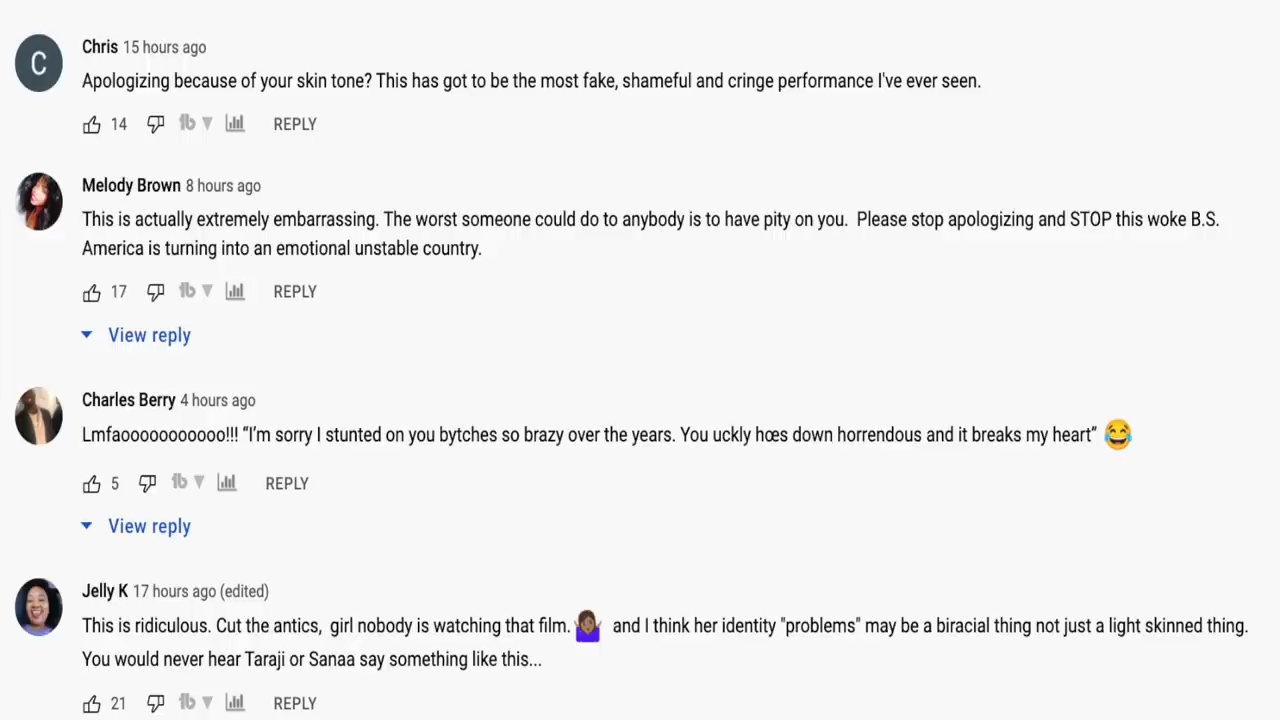 C
Chris 15 hours ago
Apologizing because of your skin tone? This has got to be the most fake, shameful and cringe performance I've ever seen.
14 REPLY
Melody Brown 8 hours ago
This is actually extremely embarrassing. The worst someone could do to anybody is to have pity on you. Please stop apologizing and STOP this woke B.S.
America is turning into an emotional unstable country.
17 REPLY
View reply
Charles Berry 4 hours ago
Lmfaooooooooooo!!! “I’m sorry I stunted on you bytches so brazy over the years. You uckly hœs down horrendous and it breaks my heart” 😂
5 REPLY
View reply
Jelly K 17 hours ago (edited)
This is ridiculous. Cut the antics, girl nobody is watching that film.🤷🏾‍♀️ and I think her identity "problems" may be a biracial thing not just a light skinned thing.
You would never hear Taraji or Sanaa say something like this...
21 REPLY